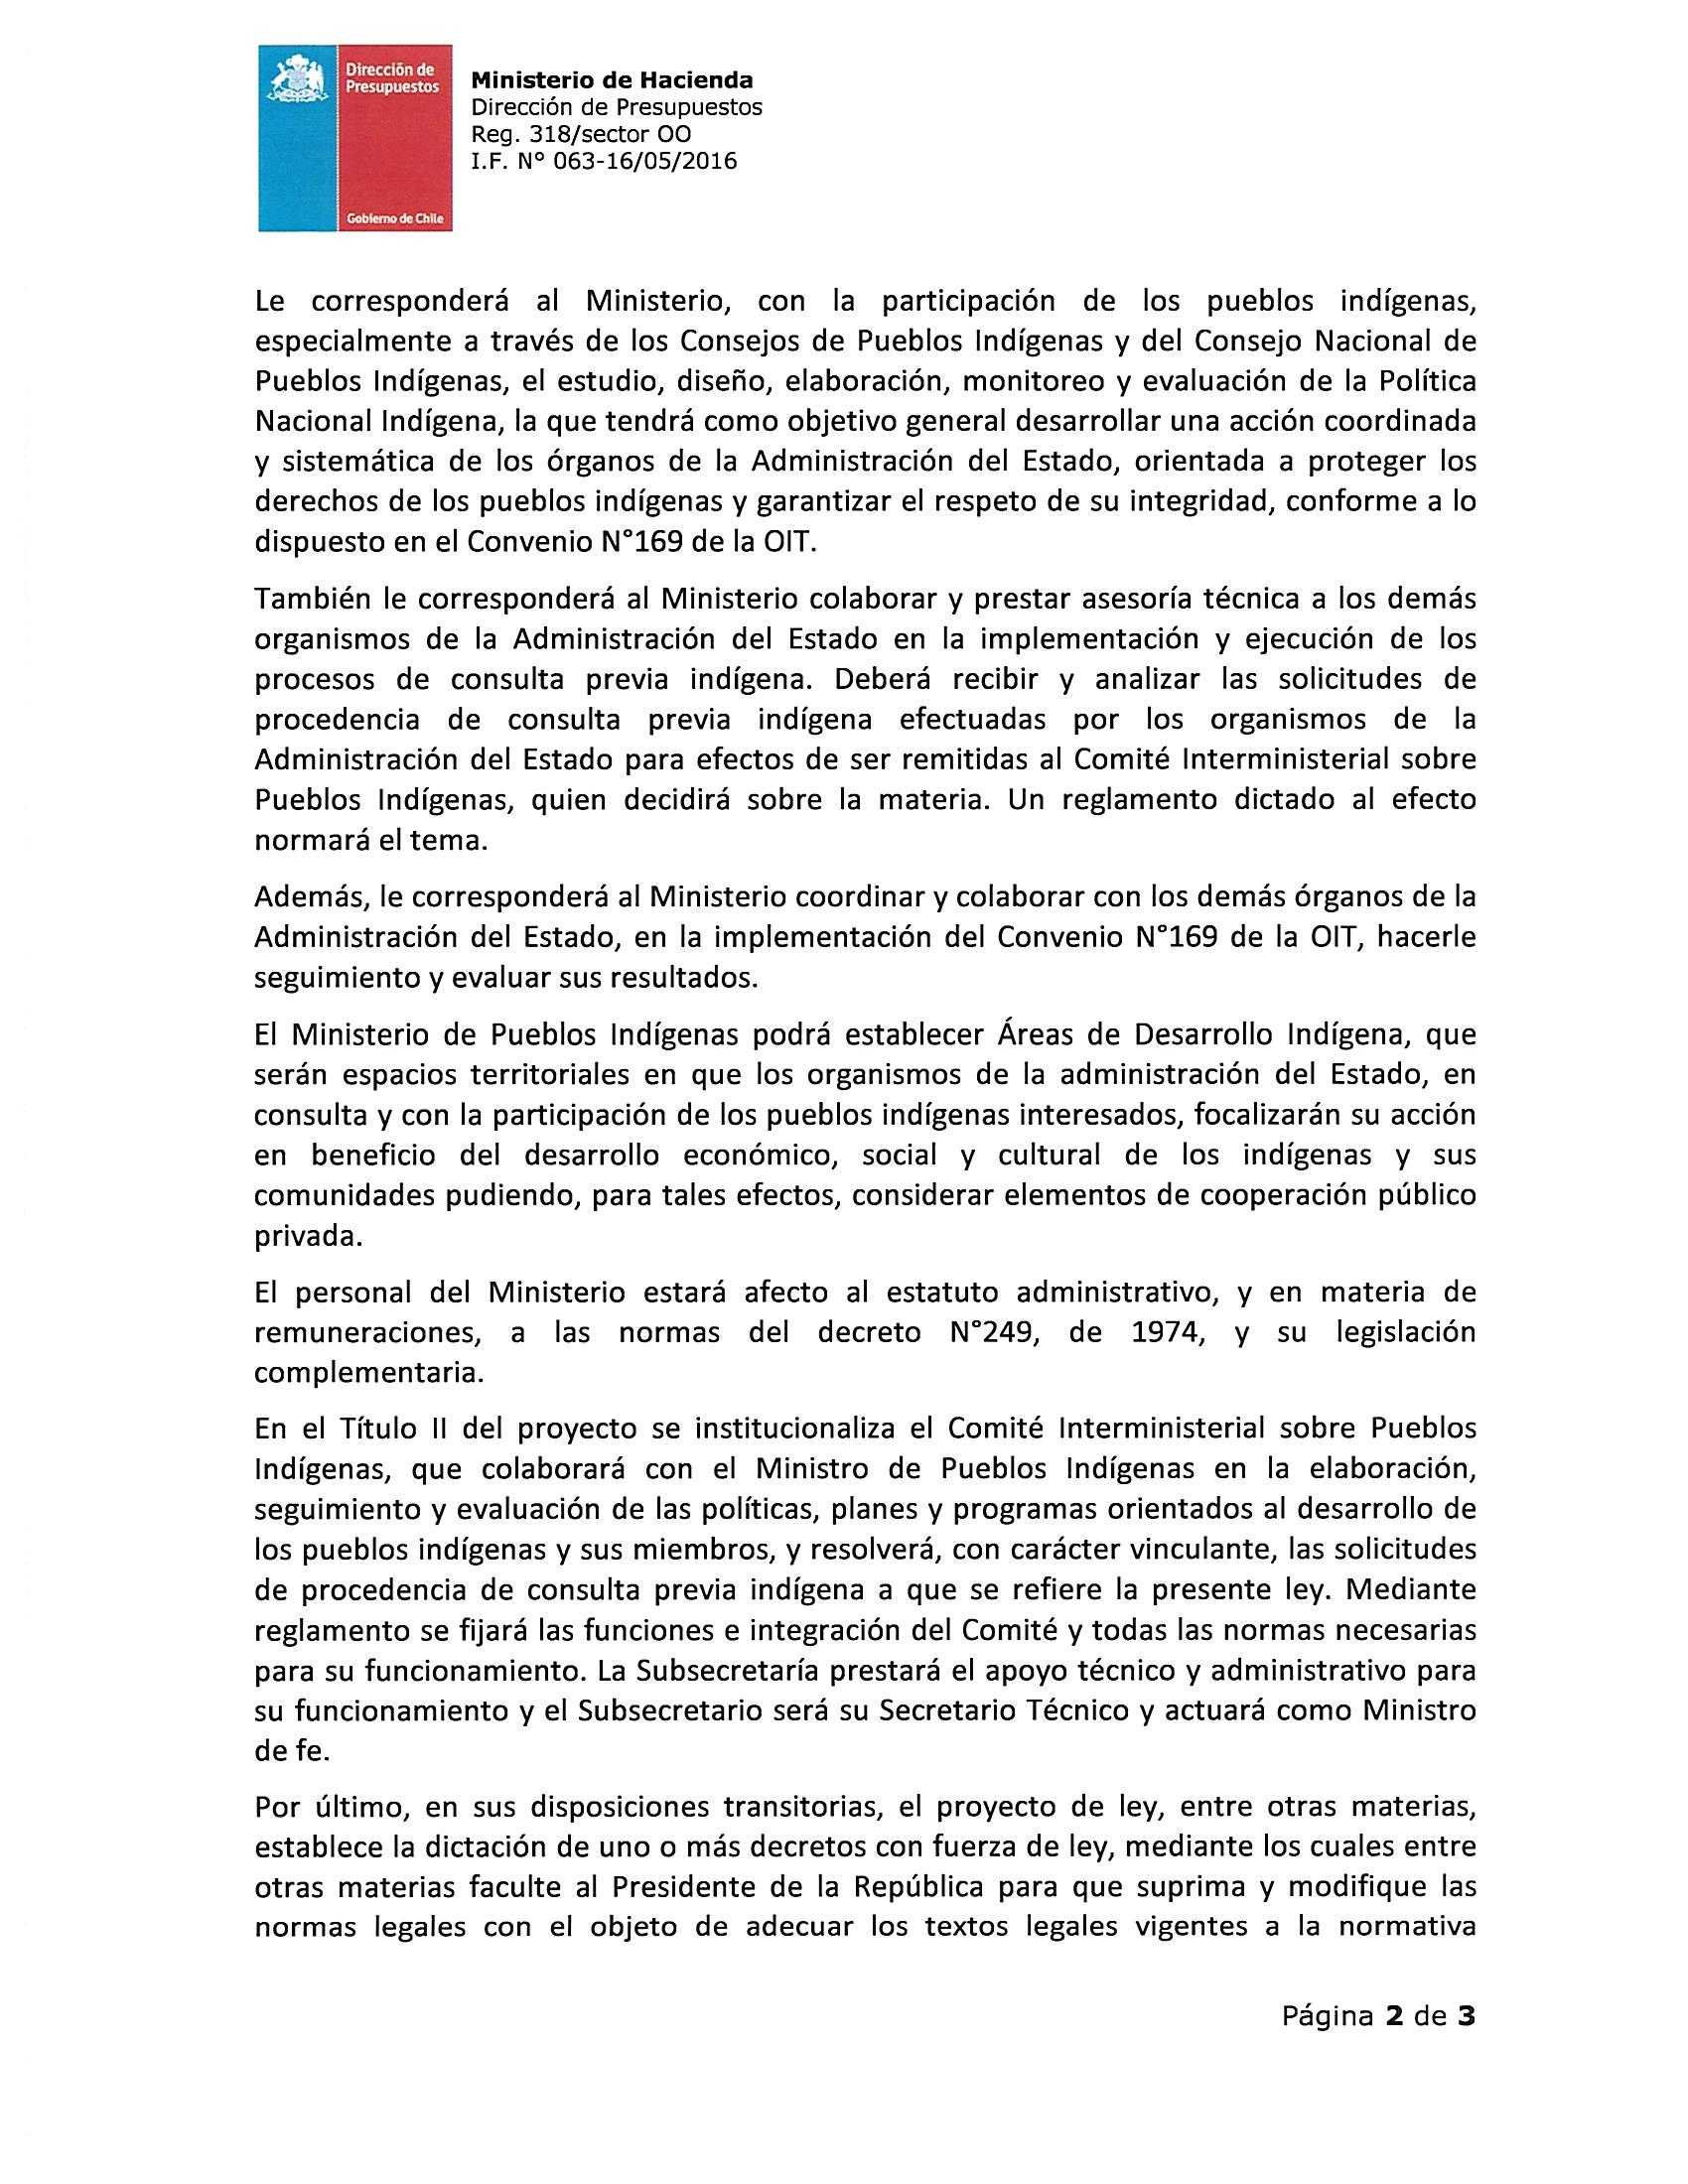 Dirección de
Presupuestos
Gobierno de Chile
Ministerio de Hacienda
Dirección de Presupuestos
Reg. 318/sector OO
I.F. N° 063-16/05/2016
Le corresponderá al Ministerio, con la participación de los pueblos indígenas,
especialmente a través de los Consejos de Pueblos Indígenas y del Consejo Nacional de
Pueblos Indígenas, el estudio, diseño, elaboración, monitoreo y evaluación de la Política
Nacional Indígena, la que tendrá como objetivo general desarrollar una acción coordinada
y sistemática de los órganos de la Administración del Estado, orientada a proteger los
derechos de los pueblos indígenas y garantizar el respeto de su integridad, conforme a lo
dispuesto en el Convenio N°169 de la OIT.
También le corresponderá al Ministerio colaborar y prestar asesoría técnica a los demás
organismos de la Administración del Estado en la implementación y ejecución de los
procesos de consulta previa indígena. Deberá recibir y analizar las solicitudes de
procedencia de consulta previa indígena efectuadas por los organismos de la
Administración del Estado para efectos de ser remitidas al Comité Interministerial sobre
Pueblos Indígenas, quien decidirá sobre la materia. Un reglamento dictado al efecto
normará el tema.
Además, le corresponderá al Ministerio coordinar y colaborar con los demás órganos de la
Administración del Estado, en la implementación del Convenio N°169 de la OIT, hacerle
seguimiento y evaluar sus resultados.
El Ministerio de Pueblos Indígenas podrá establecer Áreas de Desarrollo Indígena, que
serán espacios territoriales en que los organismos de la administración del Estado, en
consulta y con la participación de los pueblos indígenas interesados, focalizarán su acción
en beneficio del desarrollo económico, social y cultural de los indígenas y sus
comunidades pudiendo, para tales efectos, considerar elementos de cooperación público
privada.
El personal del Ministerio estará afecto al estatuto administrativo, y en materia de
remuneraciones, a las normas del decreto N°249, de 1974, y su legislación
complementaria.
En el Título II del proyecto se institucionaliza el Comité Interministerial sobre Pueblos
Indígenas, que colaborará con el Ministro de Pueblos Indígenas en la elaboración,
seguimiento y evaluación de las políticas, planes y programas orientados al desarrollo de
los pueblos indígenas y sus miembros, y resolverá, con carácter vinculante, las solicitudes
de procedencia de consulta previa indígena a que se refiere la presente ley. Mediante
reglamento se fijará las funciones e integración del Comité y todas las normas necesarias
para su funcionamiento. La Subsecretaría prestará el apoyo técnico y administrativo para
su funcionamiento y el Subsecretario será su Secretario Técnico y actuará como Ministro
de fe.
Por último, en sus disposiciones transitorias, el proyecto de ley, entre otras materias,
establece la dictación de uno o más decretos con fuerza de ley, mediante los cuales entre
otras materias faculte al Presidente de la República para que suprima y modifique las
normas legales con el objeto de adecuar los textos legales vigentes a la normativa
Página 2 de 3